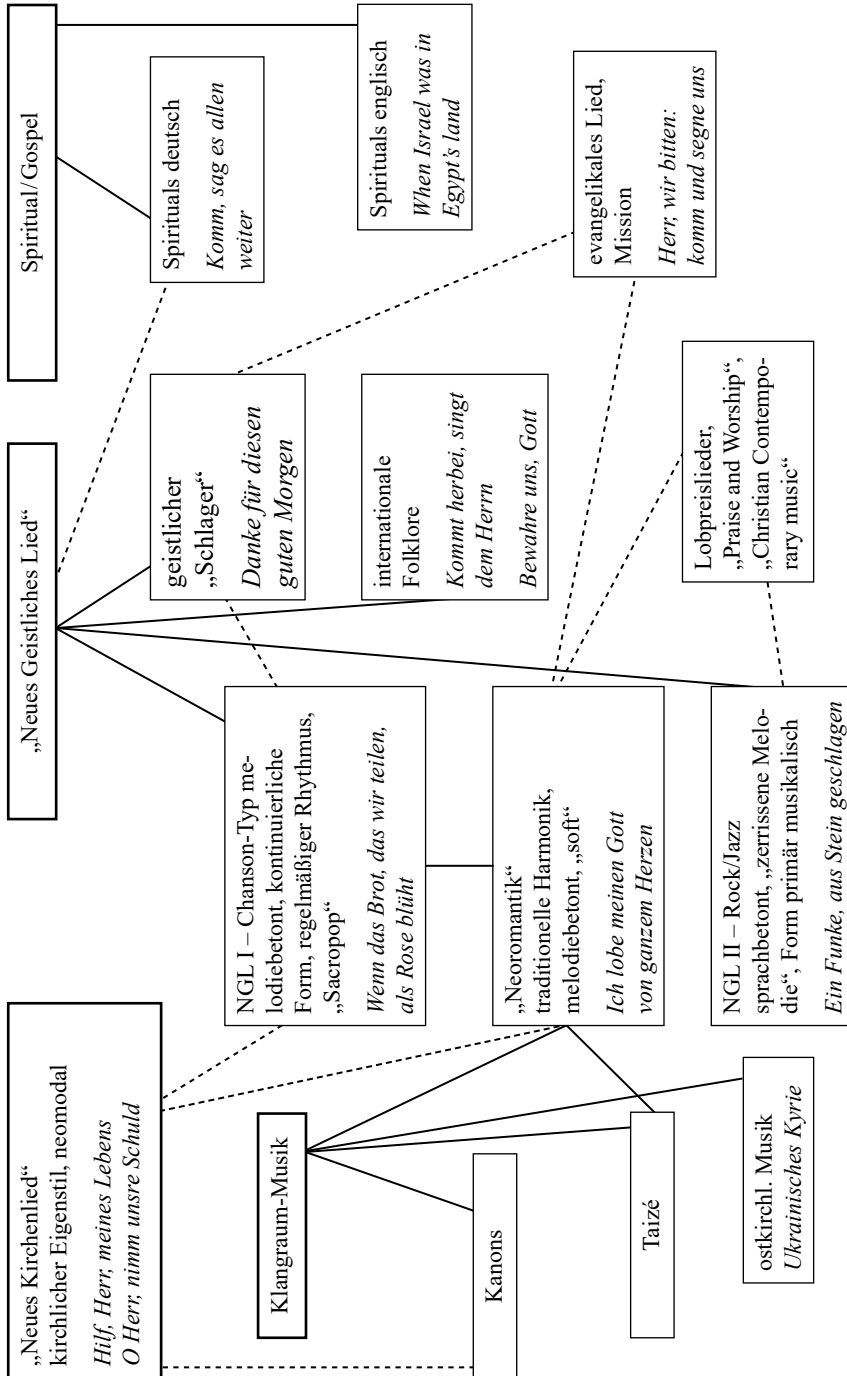 „Neues Kirchenlied“
kirchlicher Eigenstil, neomodal
Hilf, Herr, meines Lebens
O Herr, nimm unsre Schuld
„Neues Geistliches Lied“
Spiritual/Gospel
Klangraum-Musik
Kanons
Taizé
ostkirchl. Musik
Ukrainisches Kyrie
NGL I – Chanson-Typ me-
lodiebetont, kontinuierliche
Form, regelmäßiger Rhythmus,
„Sacropop“
Wenn das Brot, das wir teilen,
als Rose blüht
„Neoromantik“
traditionelle Harmonik,
melodiebetont, „soft“
Ich lobe meinen Gott
von ganzem Herzen
NGL II – Rock/Jazz
sprachbetont, „zerrissene Melo-
die“, Form primär musikalisch
Ein Funke, aus Stein geschlagen
geistlicher
„Schlager“
Danke für diesen
guten Morgen
internationale
Folklore
Kommt herbei, singt
dem Herrn
Bewahre uns, Gott
Lobpreislieder,
„Praise and Worship“,
„Christian Contempo-
rary music“
Spirituals deutsch
Komm, sag es allen
weiter
Spirituals englisch
When Israel was in
Egypt’s land
evangelikales Lied,
Mission
Herr, wir bitten:
komm und segne uns